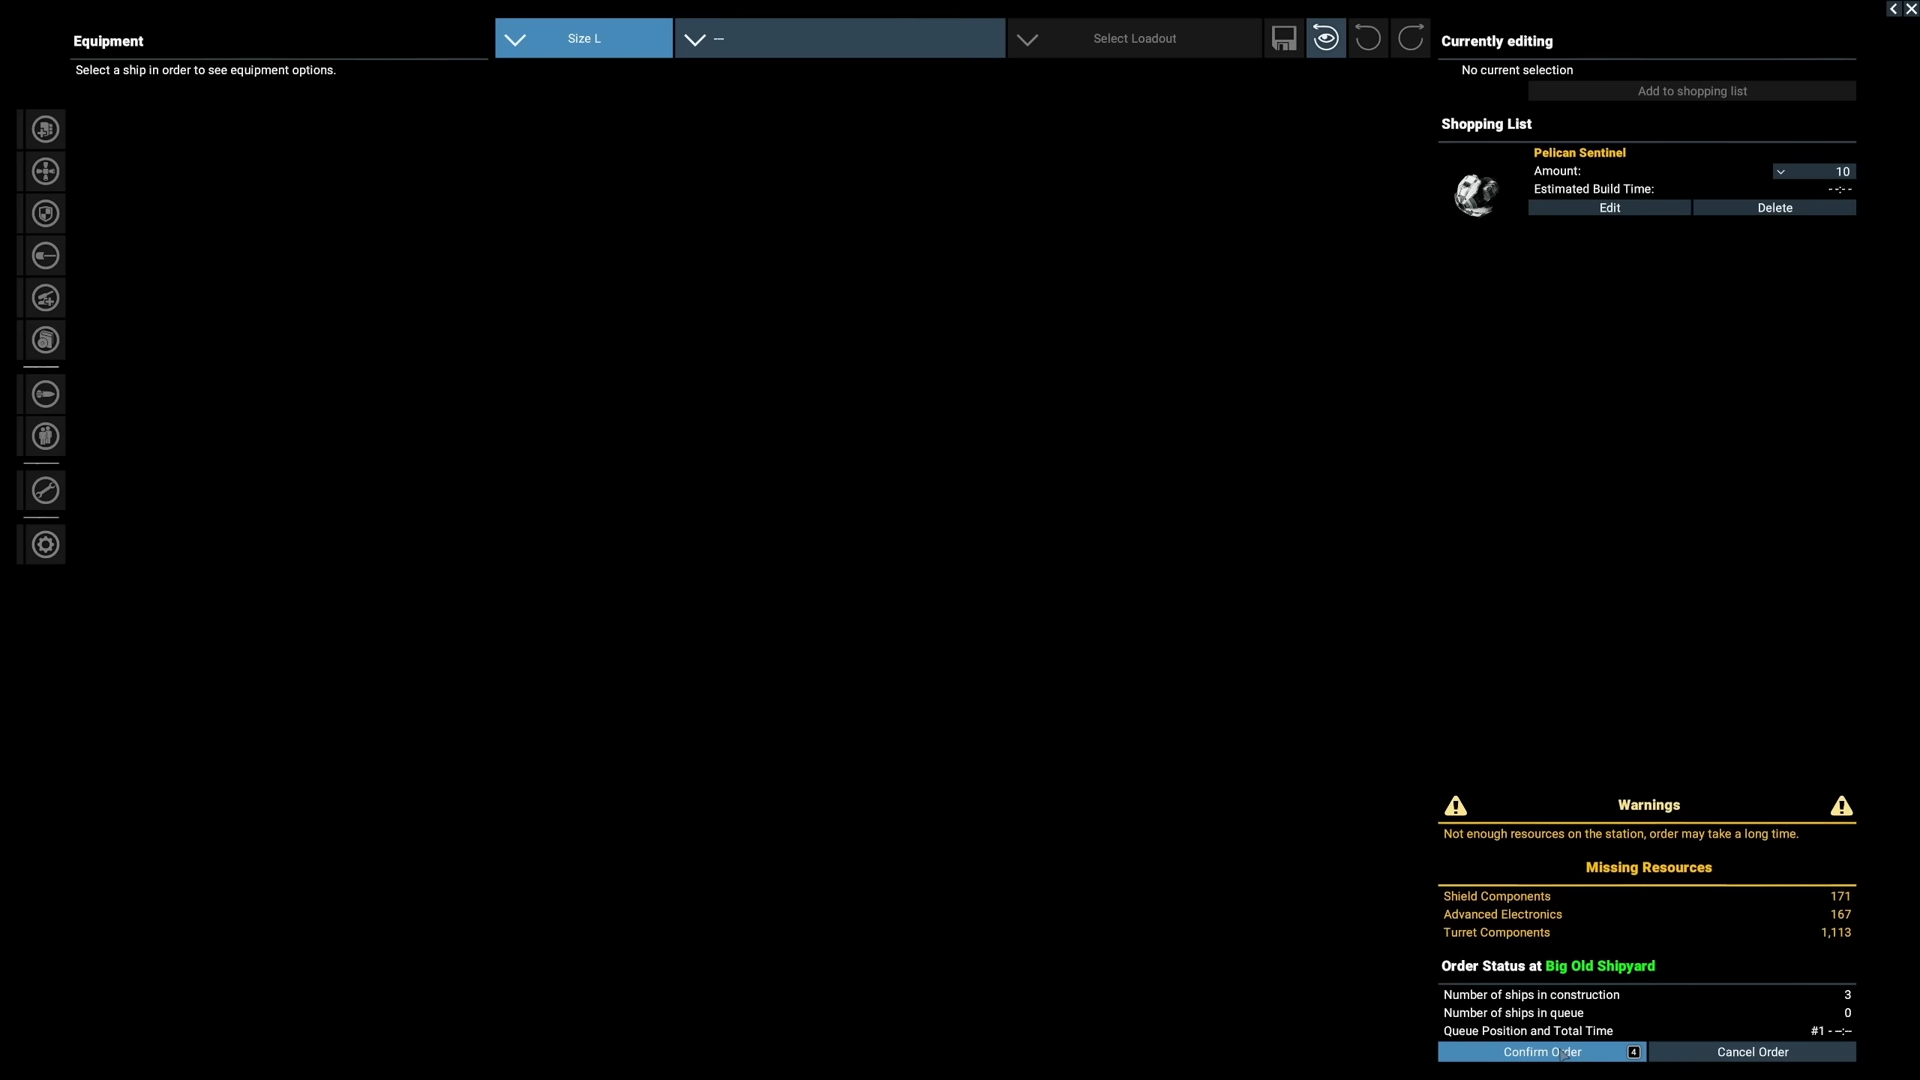 Equipment
Select a ship in order to see equipment options.
Size L
---
Select Loadout
Currently editing
No current selection
Add to shopping list
Shopping List
Pelican Sentinel
Amount: 10
Estimated Build Time: --:--
Edit Delete
Warnings
Not enough resources on the station, order may take a long time.
Missing Resources
Shield Components 171
Advanced Electronics 167
Turret Components 1,113
Order Status at Big Old Shipyard
Number of ships in construction 3
Number of ships in queue 0
Queue Position and Total Time #1 - --:--
Confirm Order 4 Cancel Order